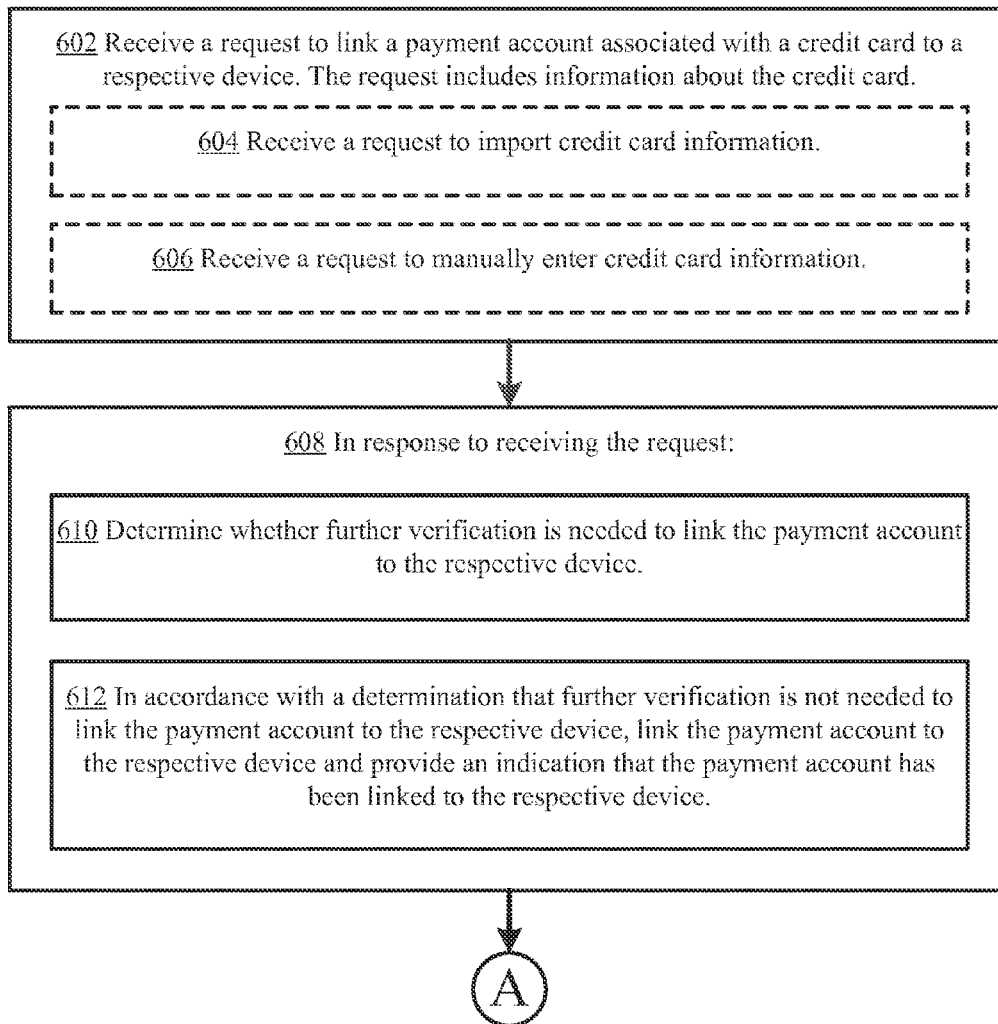 602 Receive a request to link a payment account associated with a credit card to a
respective device. The request includes information about the credit card.
604 Receive a request to import credit card information.
606 Receive a request to manually enter credit card information.
608 In response to receiving the request:
610 Determine whether further verification is needed to link the payment account
to the respective device.
612 In accordance with a determination that further verification is not needed to
link the payment account to the respective device, link the payment account to
the respective device and provide an indication that the payment account has
been linked to the respective device.
A